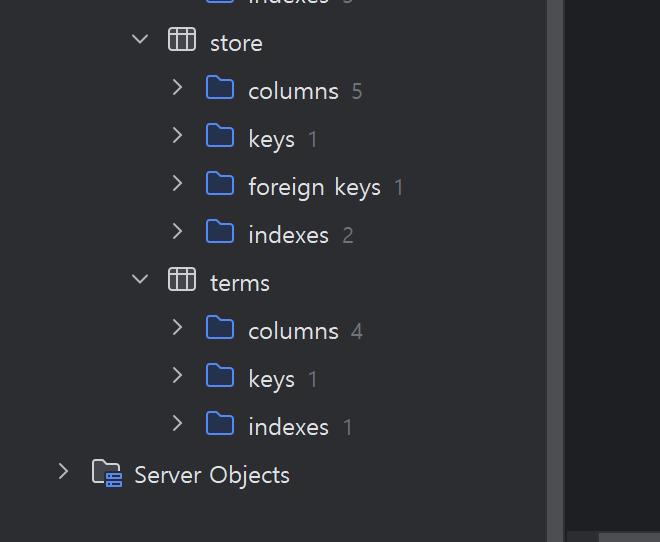 store
columns 5
keys 1
foreign keys 1
indexes 2
terms
columns 4
keys 1
indexes 1
Server Objects